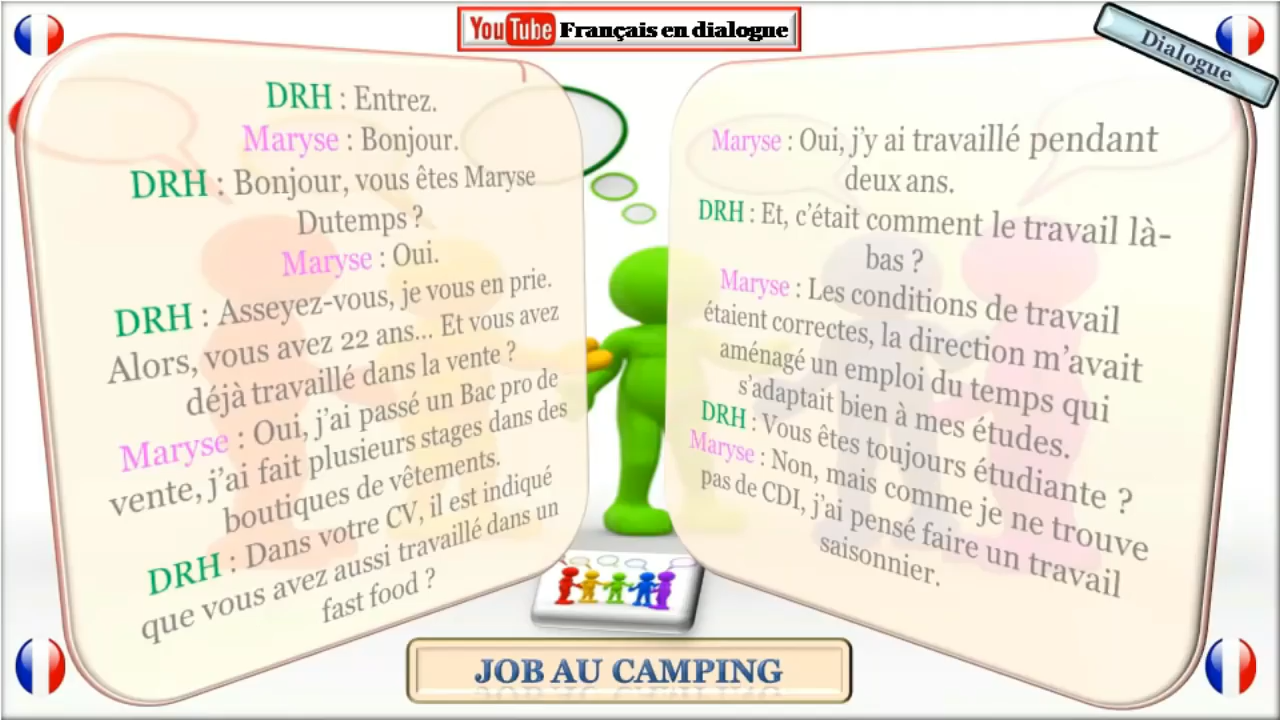 YouTube Français en dialogue
Dialogue
DRH : Entrez.
Maryse : Bonjour.
DRH : Bonjour, vous êtes Maryse
Dutemps ?
Maryse : Oui.
DRH : Asseyez-vous, je vous en prie.
Alors, vous avez 22 ans... Et vous avez
déjà travaillé dans la vente ?
Maryse : Oui, j'ai passé un Bac pro de
vente, j'ai fait plusieurs stages dans des
boutiques de vêtements.
DRH : Dans votre CV, il est indiqué
que vous avez aussi travaillé dans un
fast food ?
Maryse : Oui, j'y ai travaillé pendant
deux ans.
DRH : Et, c'était comment le travail là-
bas ?
Maryse : Les conditions de travail
étaient correctes, la direction m'avait
aménagé un emploi du temps qui
s'adaptait bien à mes études.
DRH : Vous êtes toujours étudiante ?
Maryse : Non, mais comme je ne trouve
pas de CDI, j'ai pensé faire un travail
saisonnier.
JOB AU CAMPING